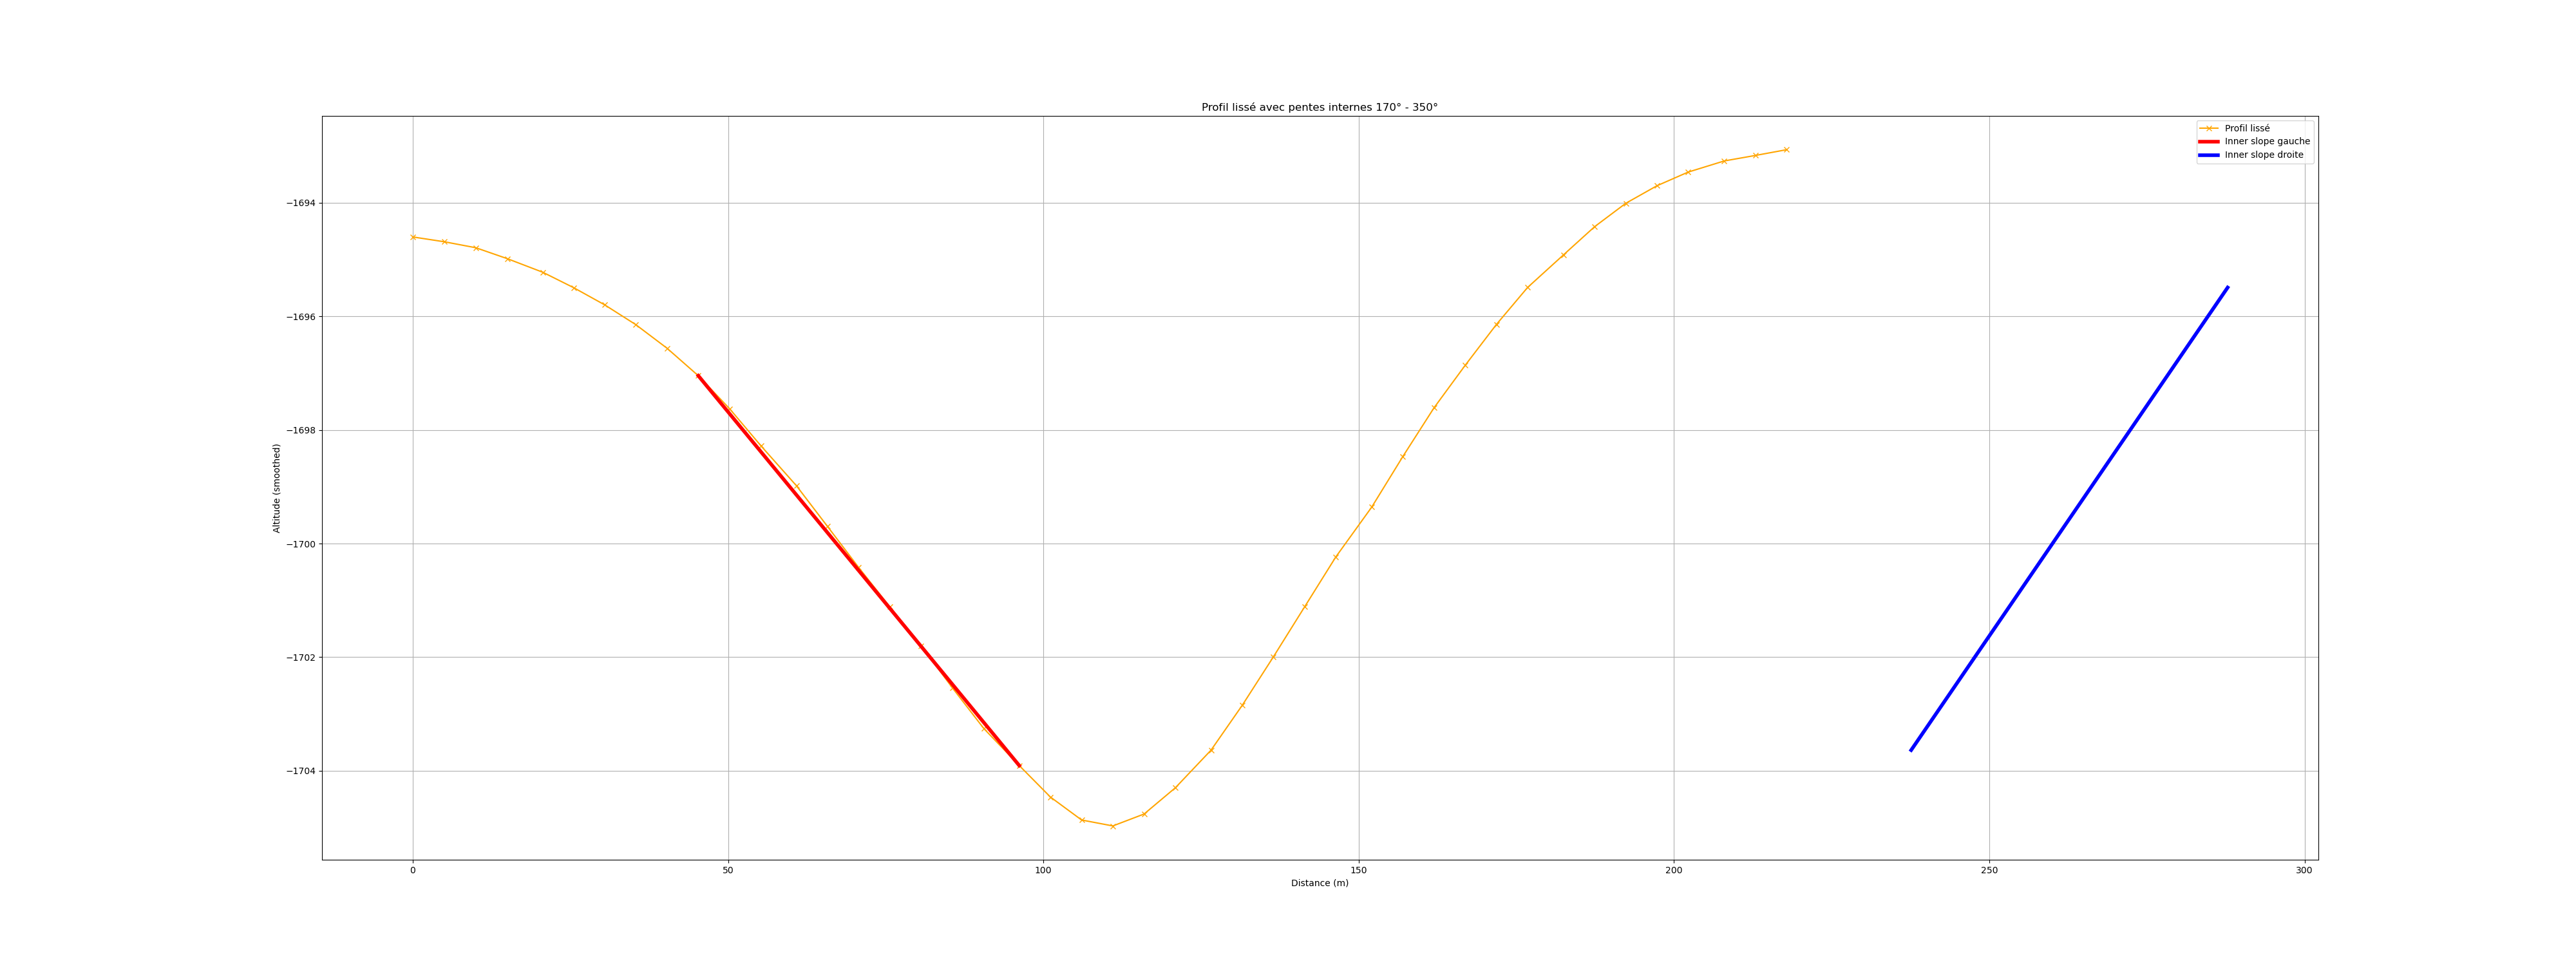 Profil lissé avec pentes internes 170° - 350°
Profil lissé
Inner slope gauche
Inner slope droite
Altitude (smoothed)
−1694
−1696
−1698
−1700
−1702
−1704
0
50
100
150
200
250
300
Distance (m)